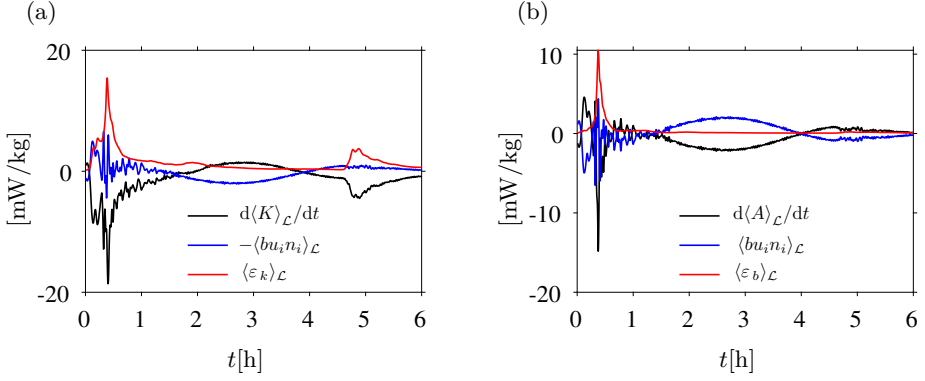 (a)
20
0
-20
[mW/kg]
d⟨K⟩_ℒ/dt
−⟨bu_i n_i⟩_ℒ
⟨ε_k⟩_ℒ
0 1 2 3 4 5 6
t[h]
(b)
10
0
-10
-20
[mW/kg]
d⟨A⟩_ℒ/dt
⟨bu_i n_i⟩_ℒ
⟨ε_b⟩_ℒ
0 1 2 3 4 5 6
t[h]